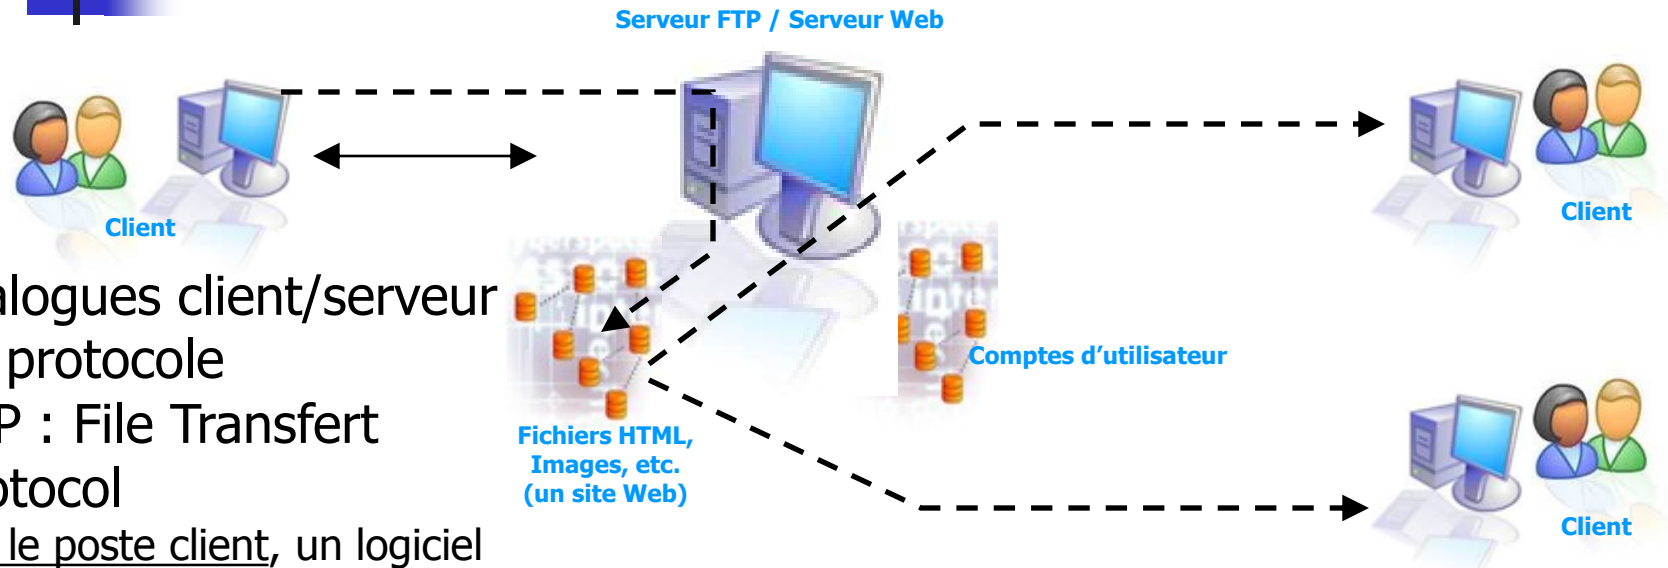 Serveur FTP / Serveur Web
Client
Client
alogues client/serveur
protocole
P : File Transfert
otocol
le poste client, un logiciel
Comptes d’utilisateur
Fichiers HTML,
Images, etc.
(un site Web)
Client